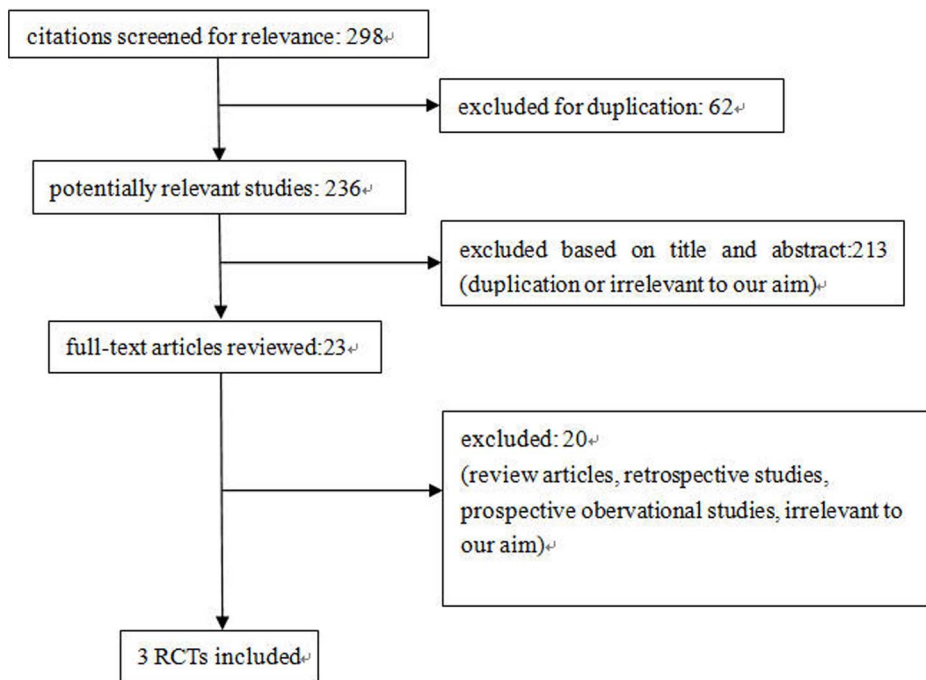 citations screened for relevance: 298↵
excluded for duplication: 62↵
potentially relevant studies: 236↵
excluded based on title and abstract:213
(duplication or irrelevant to our aim)↵
full-text articles reviewed:23↵
excluded: 20↵
(review articles, retrospective studies,
prospective obervational studies, irrelevant to
our aim)↵
3 RCTs included↵